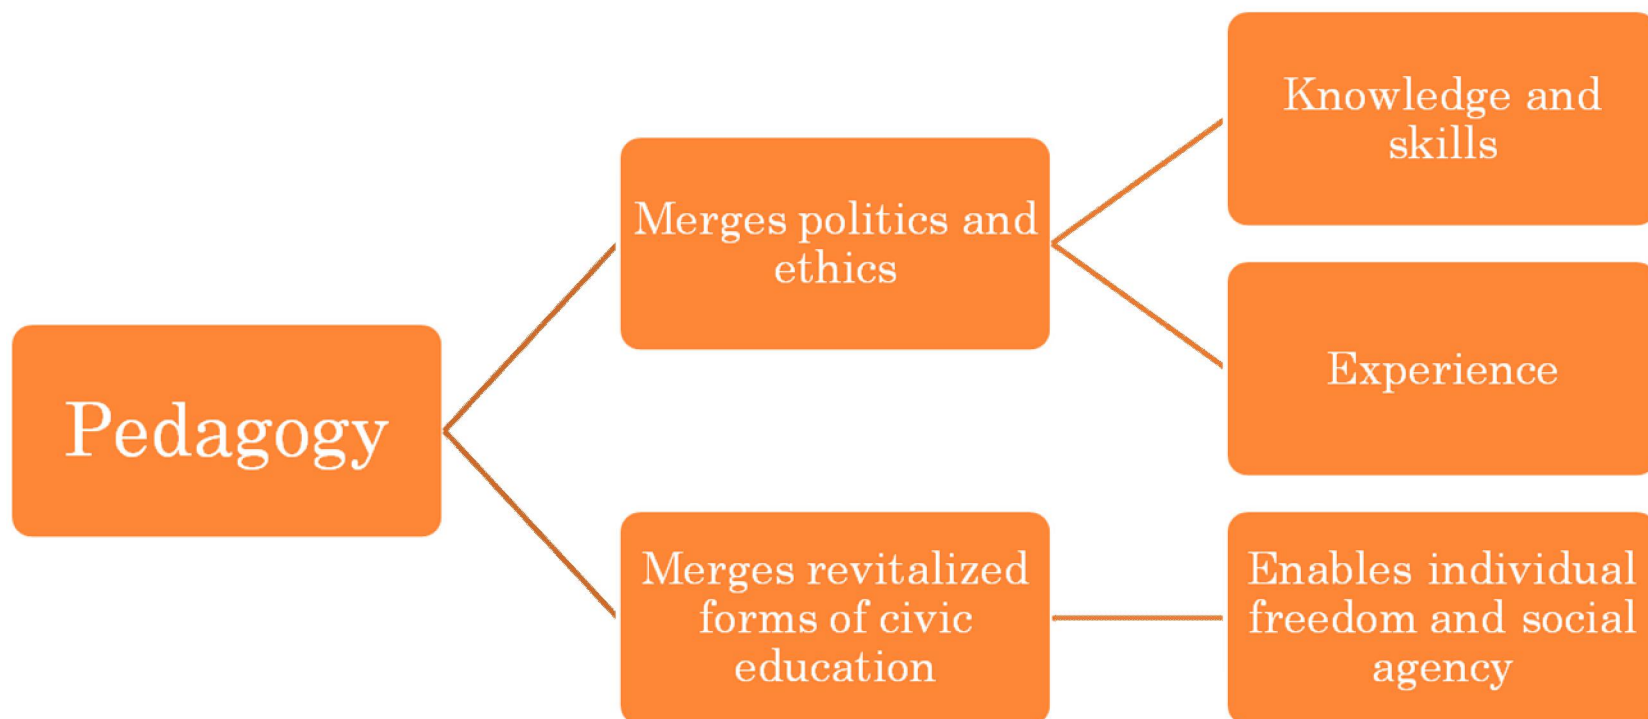 Pedagogy
Merges politics and
ethics
Knowledge and
skills
Experience
Merges revitalized
forms of civic
education
Enables individual
freedom and social
agency